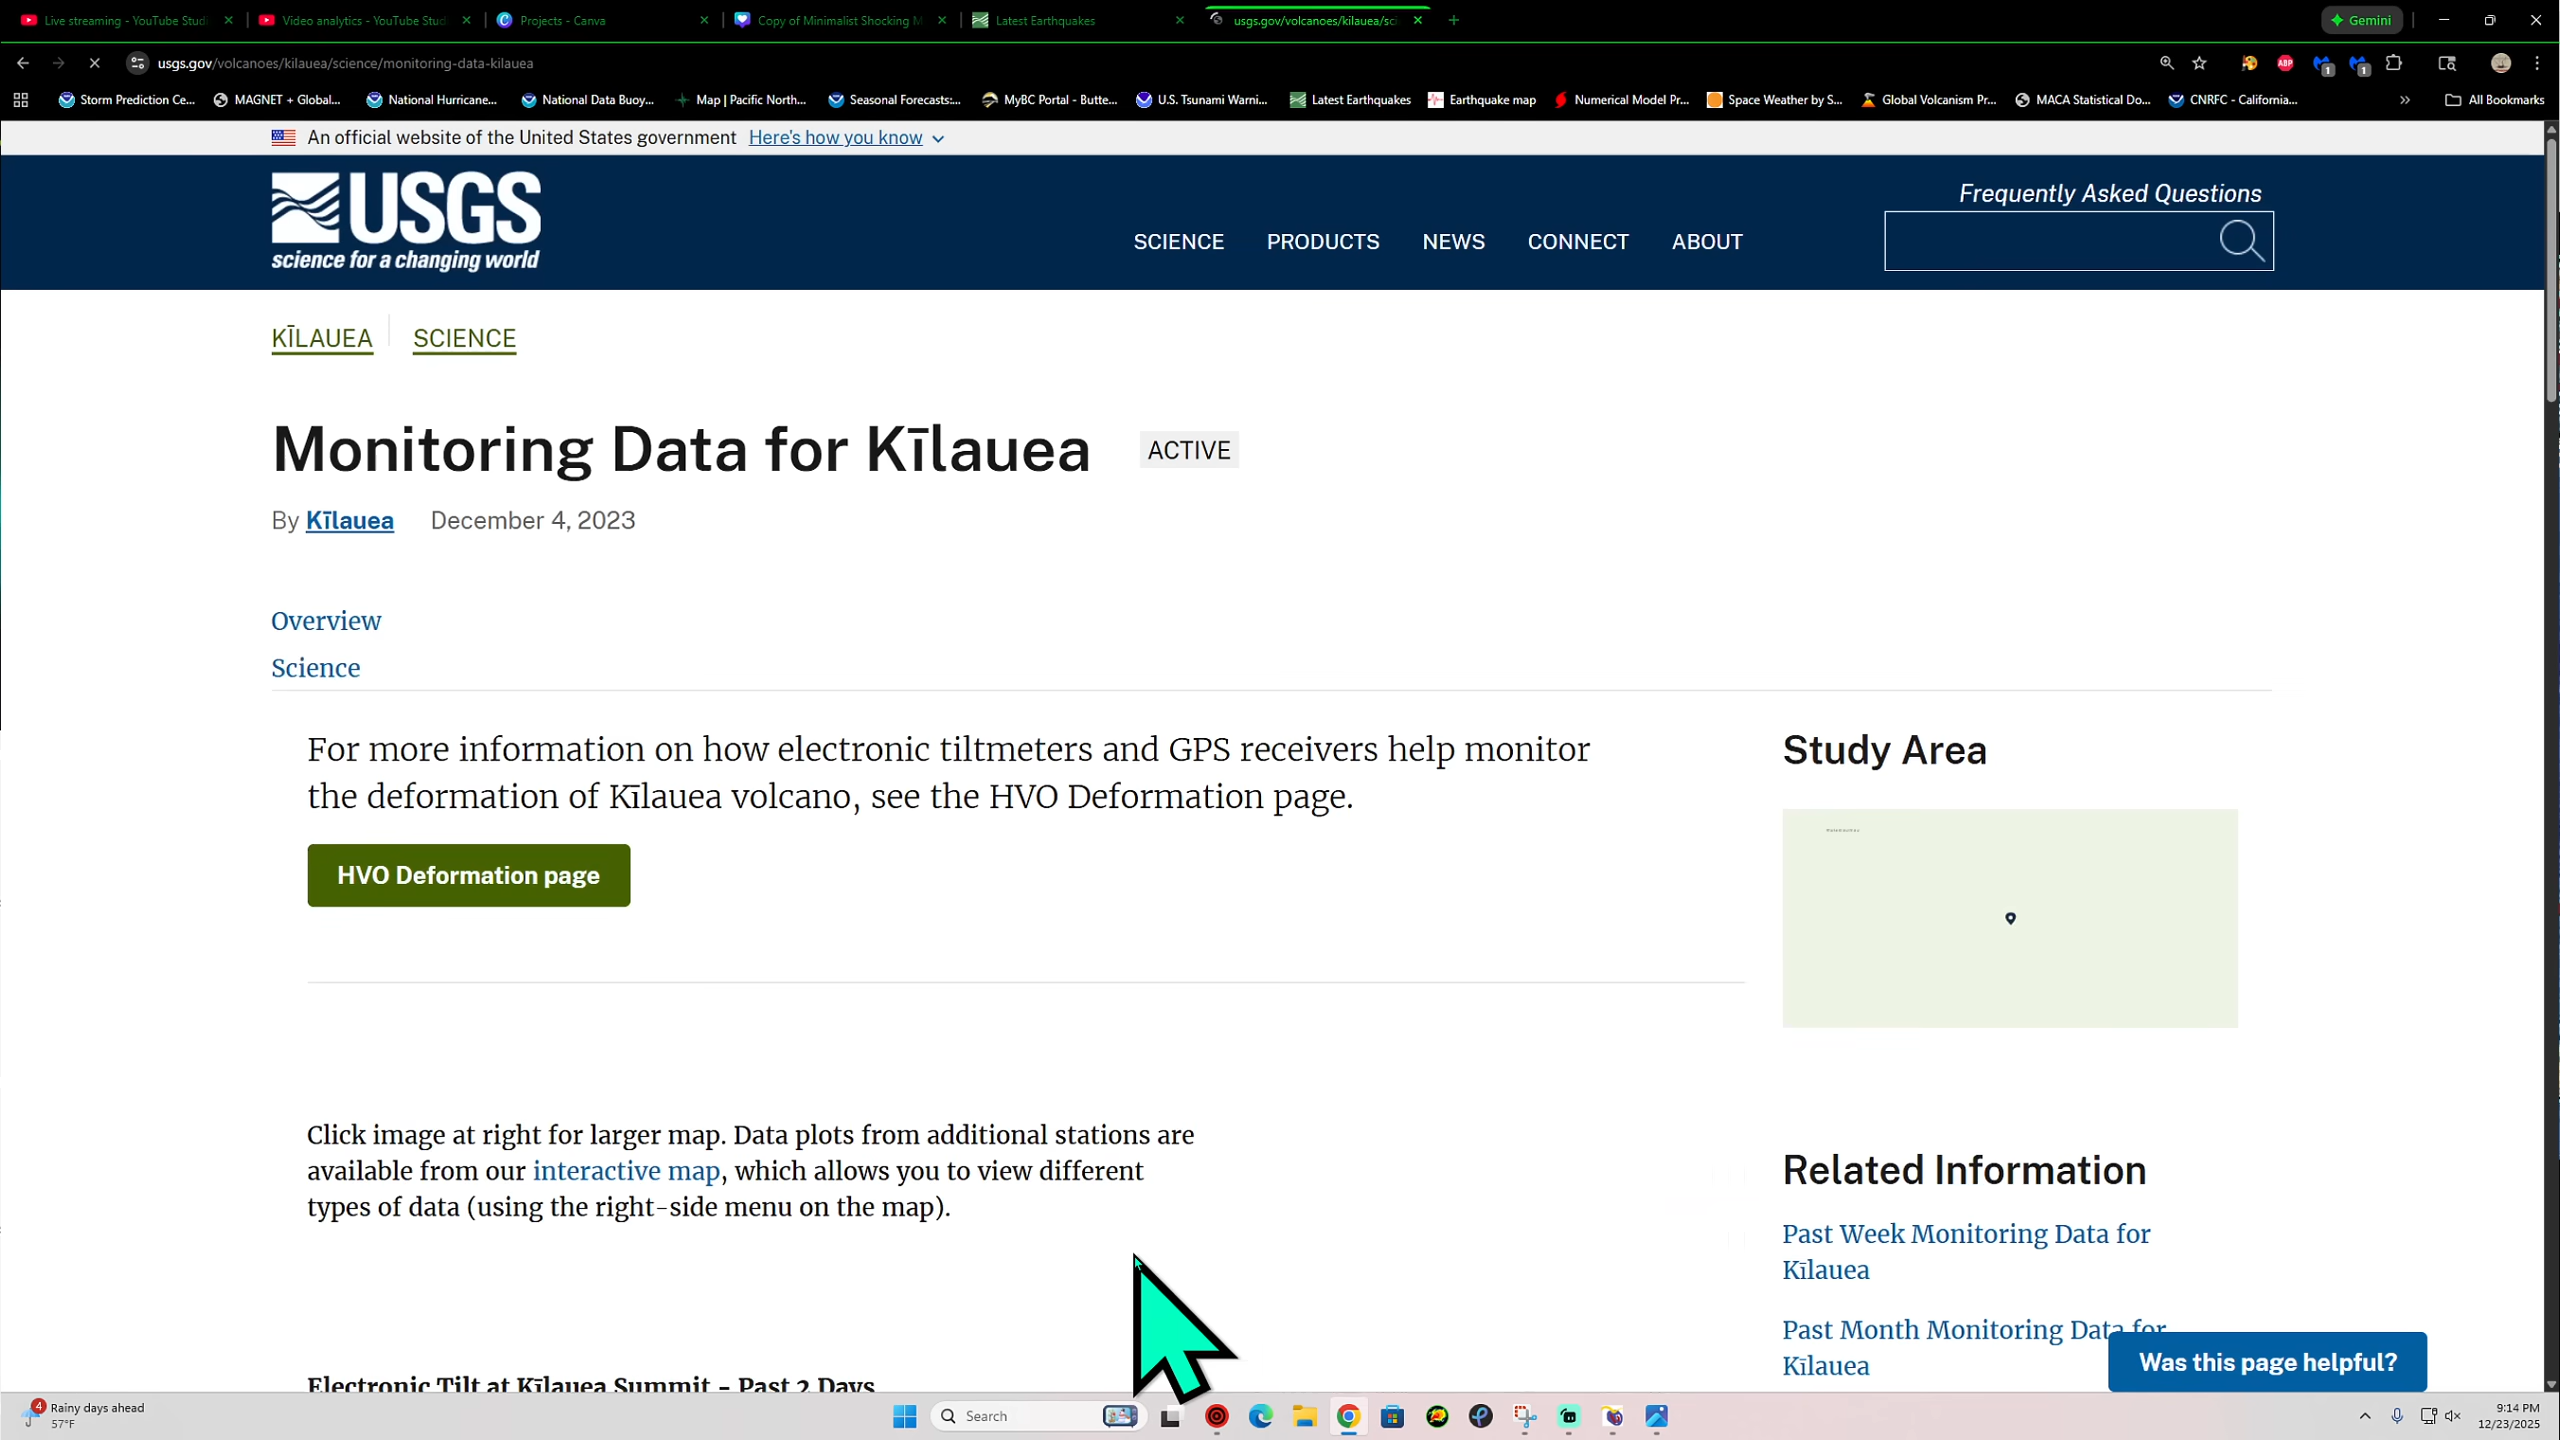 Live streaming - YouTube Studi
Video analytics - YouTube Stud
Projects - Canva
Copy of Minimalist Shocking M
Latest Earthquakes
usgs.gov/volcanoes/kilauea/sci
Gemini
usgs.gov/volcanoes/kilauea/science/monitoring-data-kilauea
ABP
1
1
Storm Prediction Ce...
MAGNET + Global...
National Hurricane...
National Data Buoy...
Map | Pacific North...
Seasonal Forecasts:...
MyBC Portal - Butte...
U.S. Tsunami Warni...
Latest Earthquakes
Earthquake map
Numerical Model Pr...
Space Weather by S...
Global Volcanism Pr...
MACA Statistical Do...
CNRFC - California...
All Bookmarks
An official website of the United States government Here's how you know
USGS
science for a changing world
SCIENCE PRODUCTS NEWS CONNECT ABOUT
Frequently Asked Questions
KĪLAUEA SCIENCE
Monitoring Data for Kīlauea ACTIVE
By Kīlauea December 4, 2023
Overview
Science
For more information on how electronic tiltmeters and GPS receivers help monitor
the deformation of Kīlauea volcano, see the HVO Deformation page.
HVO Deformation page
Click image at right for larger map. Data plots from additional stations are
available from our interactive map, which allows you to view different
types of data (using the right-side menu on the map).
Electronic Tilt at Kīlauea Summit - Past 2 Days
Study Area
Related Information
Past Week Monitoring Data for
Kīlauea
Past Month Monitoring Data for
Kīlauea
Was this page helpful?
4
Rainy days ahead
57°F
Search
9:14 PM
12/23/2025